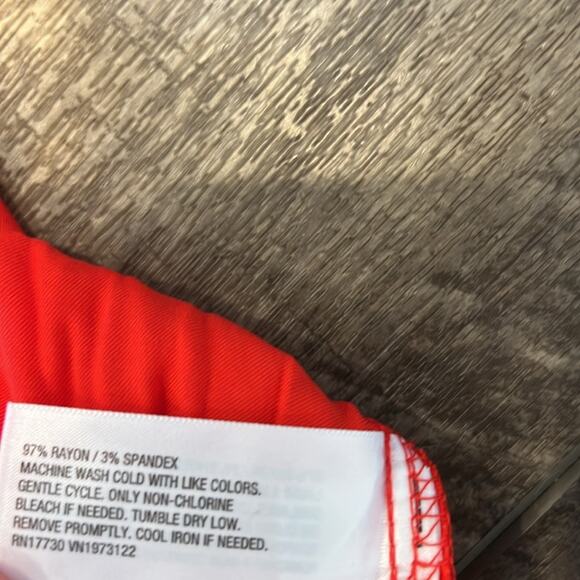 97% RAYON / 3% SPANDEX
MACHINE WASH COLD WITH LIKE COLORS.
GENTLE CYCLE. ONLY NON-CHLORINE
BLEACH IF NEEDED. TUMBLE DRY LOW.
REMOVE PROMPTLY. COOL IRON IF NEEDED.
RN17730 VN1973122